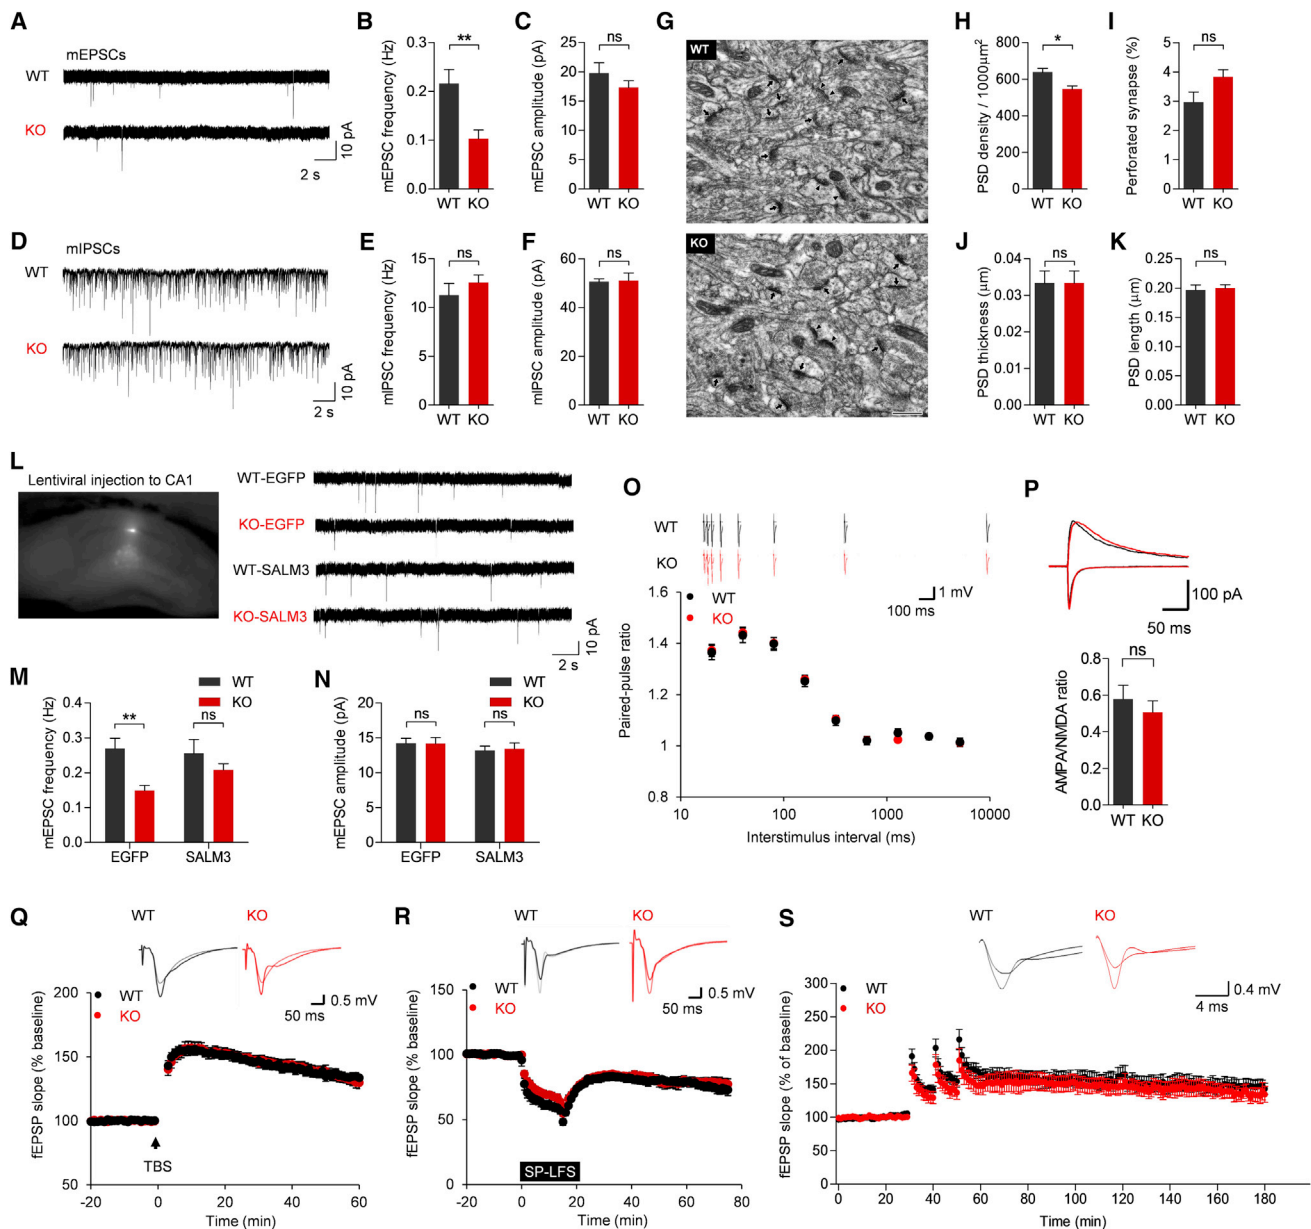 A
mEPSCs
WT
KO
10 pA
2 s
B
**
mEPSC frequency (Hz)
0.3
0.2
0.1
0.0
WT KO
C
ns
mEPSC amplitude (pA)
25
20
15
10
5
0
WT KO
D
mIPSCs
WT
KO
10 pA
2 s
E
ns
mIPSC frequency (Hz)
15
10
5
0
WT KO
F
ns
mIPSC amplitude (pA)
60
40
20
0
WT KO
G
WT
KO
H
*
PSD density / 1000μm²
800
600
400
200
0
WT KO
I
ns
Perforated synapse (%)
5
4
3
2
1
0
WT KO
J
ns
PSD thickness (μm)
0.04
0.03
0.02
0.01
0.00
WT KO
K
ns
PSD length (μm)
0.25
0.20
0.15
0.10
0.05
0.00
WT KO
L
Lentiviral injection to CA1
WT-EGFP
KO-EGFP
WT-SALM3
KO-SALM3
10 pA
2 s
M
WT
KO
**
ns
mEPSC frequency (Hz)
0.4
0.3
0.2
0.1
0.0
EGFP SALM3
N
WT
KO
ns
ns
mEPSC amplitude (pA)
20
15
10
5
0
EGFP SALM3
O
WT
KO
1 mV
100 ms
WT
KO
Paired-pulse ratio
1.6
1.4
1.2
1
0.8
10 100 1000 10000
Interstimulus interval (ms)
P
100 pA
50 ms
ns
AMPA/NMDA ratio
0.8
0.6
0.4
0.2
0.0
WT KO
Q
WT KO
0.5 mV
50 ms
WT
KO
fEPSP slope (% baseline)
200
150
100
50
TBS
-20 0 20 40 60
Time (min)
R
WT KO
0.5 mV
50 ms
WT
KO
fEPSP slope (% baseline)
150
100
50
0
SP-LFS
-20 0 20 40 60 80
Time (min)
S
WT KO
0.4 mV
4 ms
WT
KO
fEPSP slope (% of baseline)
250
200
150
100
50
0
0 20 40 60 80 100 120 140 160 180
Time (min)